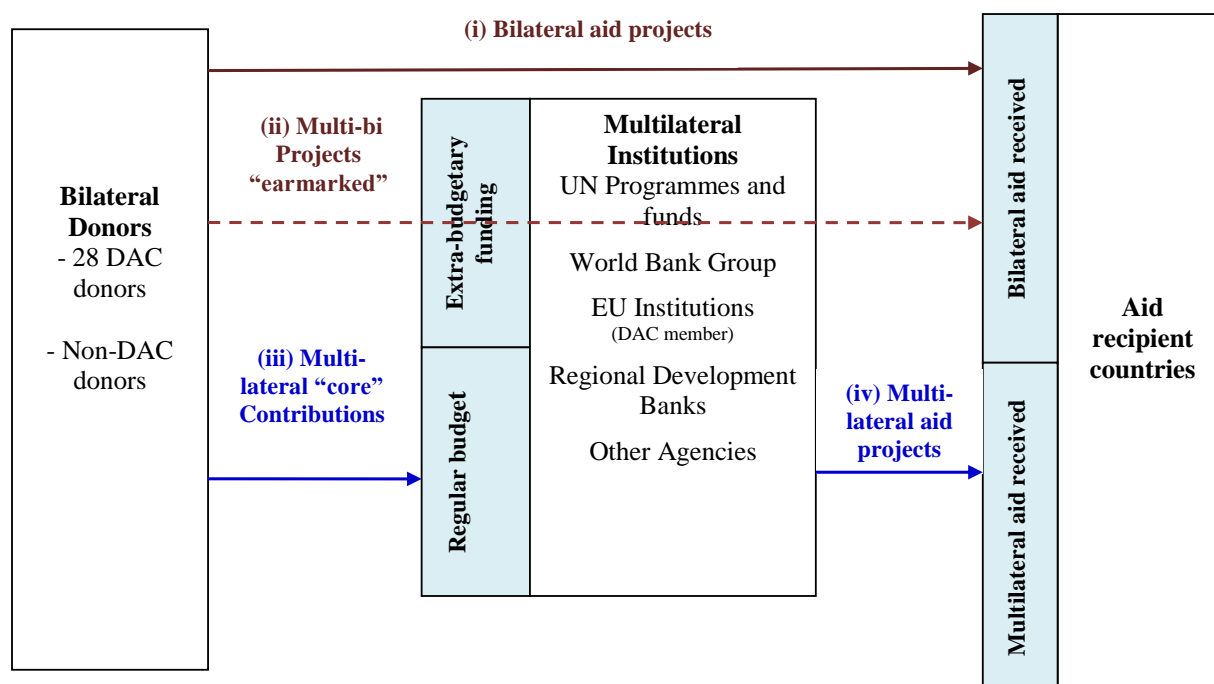 (i) Bilateral aid projects
Bilateral
Donors
- 28 DAC
donors
- Non-DAC
donors
(ii) Multi-bi
Projects
“earmarked”
(iii) Multi-
lateral “core”
Contributions
Extra-budgetary
funding
Regular budget
Multilateral
Institutions
UN Programmes and
funds
World Bank Group
EU Institutions
(DAC member)
Regional Development
Banks
Other Agencies
(iv) Multi-
lateral aid
projects
Bilateral aid received
Multilateral aid received
Aid
recipient
countries